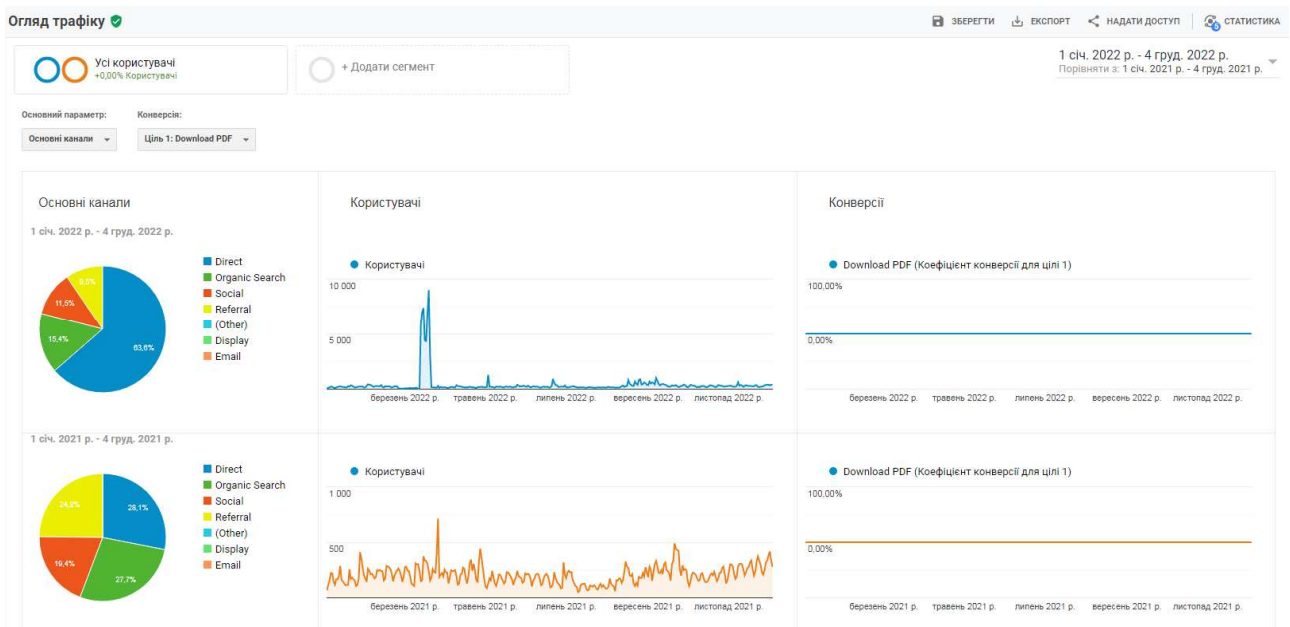 Огляд трафіку
ЗБЕРЕГТИ
ЕКСПОРТ
НАДАТИ ДОСТУП
СТАТИСТИКА
Усі користувачі
+0,00% Користувачі
+ Додати сегмент
1 січ. 2022 р. - 4 груд. 2022 р.
Порівняти з: 1 січ. 2021 р. - 4 груд. 2021 р.
Основний параметр:
Конверсія:
Основні канали
Ціль 1: Download PDF
Основні канали
1 січ. 2022 р. - 4 груд. 2022 р.
63,6%
15,4%
11,5%
Direct
Organic Search
Social
Referral
(Other)
Display
Email
Користувачі
Користувачі
10 000
5 000
березень 2022 р.
травень 2022 р.
липень 2022 р.
вересень 2022 р.
листопад 2022 р.
Конверсії
Download PDF (Коефіцієнт конверсії для цілі 1)
100,00%
0,00%
березень 2022 р.
травень 2022 р.
липень 2022 р.
вересень 2022 р.
листопад 2022 р.
1 січ. 2021 р. - 4 груд. 2021 р.
28,1%
27,7%
19,4%
Direct
Organic Search
Social
Referral
(Other)
Display
Email
Користувачі
1 000
500
березень 2021 р.
травень 2021 р.
липень 2021 р.
вересень 2021 р.
листопад 2021 р.
Download PDF (Коефіцієнт конверсії для цілі 1)
100,00%
0,00%
березень 2021 р.
травень 2021 р.
липень 2021 р.
вересень 2021 р.
листопад 2021 р.